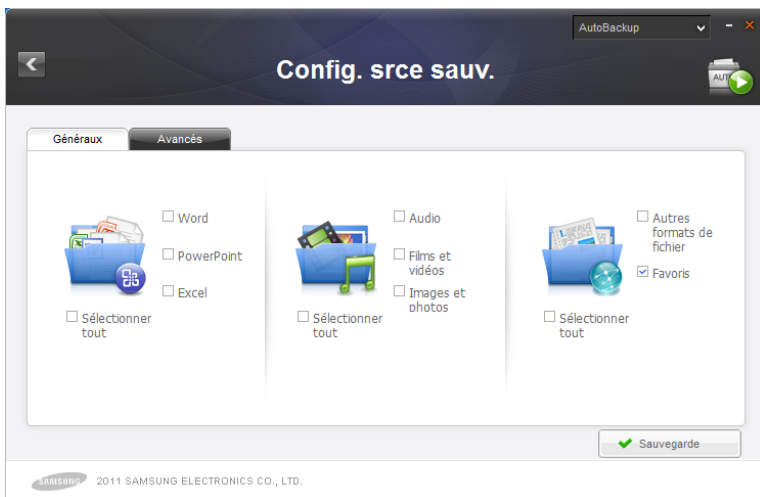 AutoBackup
Config. srce sauv.
AUTO
Généraux
Avancés
Word
PowerPoint
Excel
Sélectionner
tout
Audio
Films et
vidéos
Images et
photos
Sélectionner
tout
Autres
formats de
fichier
Favoris
Sélectionner
tout
Sauvegarde
SAMSUNG
2011 SAMSUNG ELECTRONICS CO., LTD.